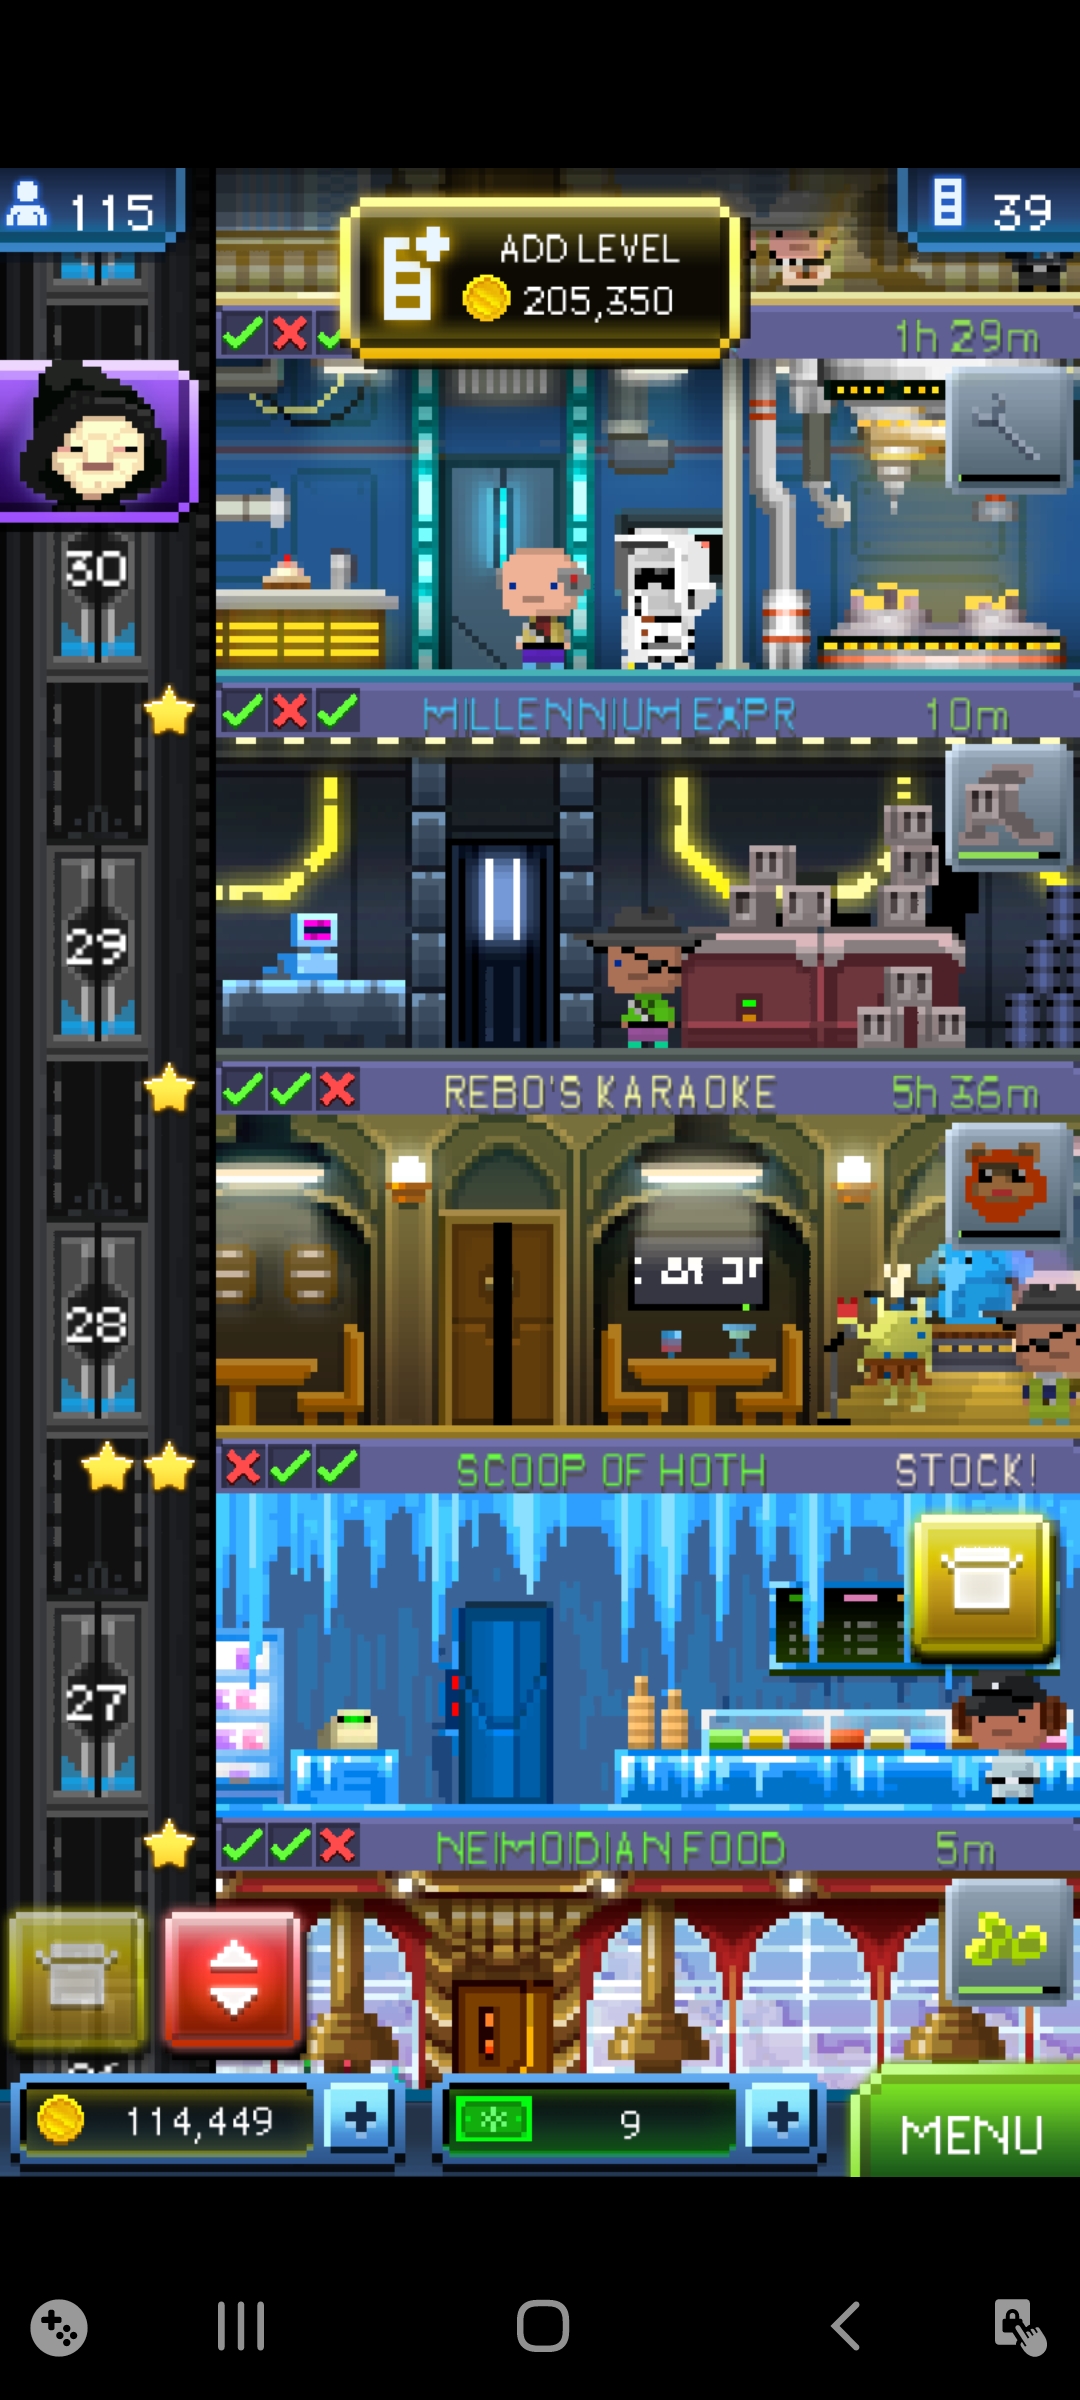 115
ADD LEVEL
205,350
39
1h 29m
30
MILLENNIUM EXPR
10m
29
REBO'S KARAOKE
5h 36m
28
SCOOP OF HOTH
STOCK!
27
NEIMOIDIAN FOOD
5m
114,449
9
MENU